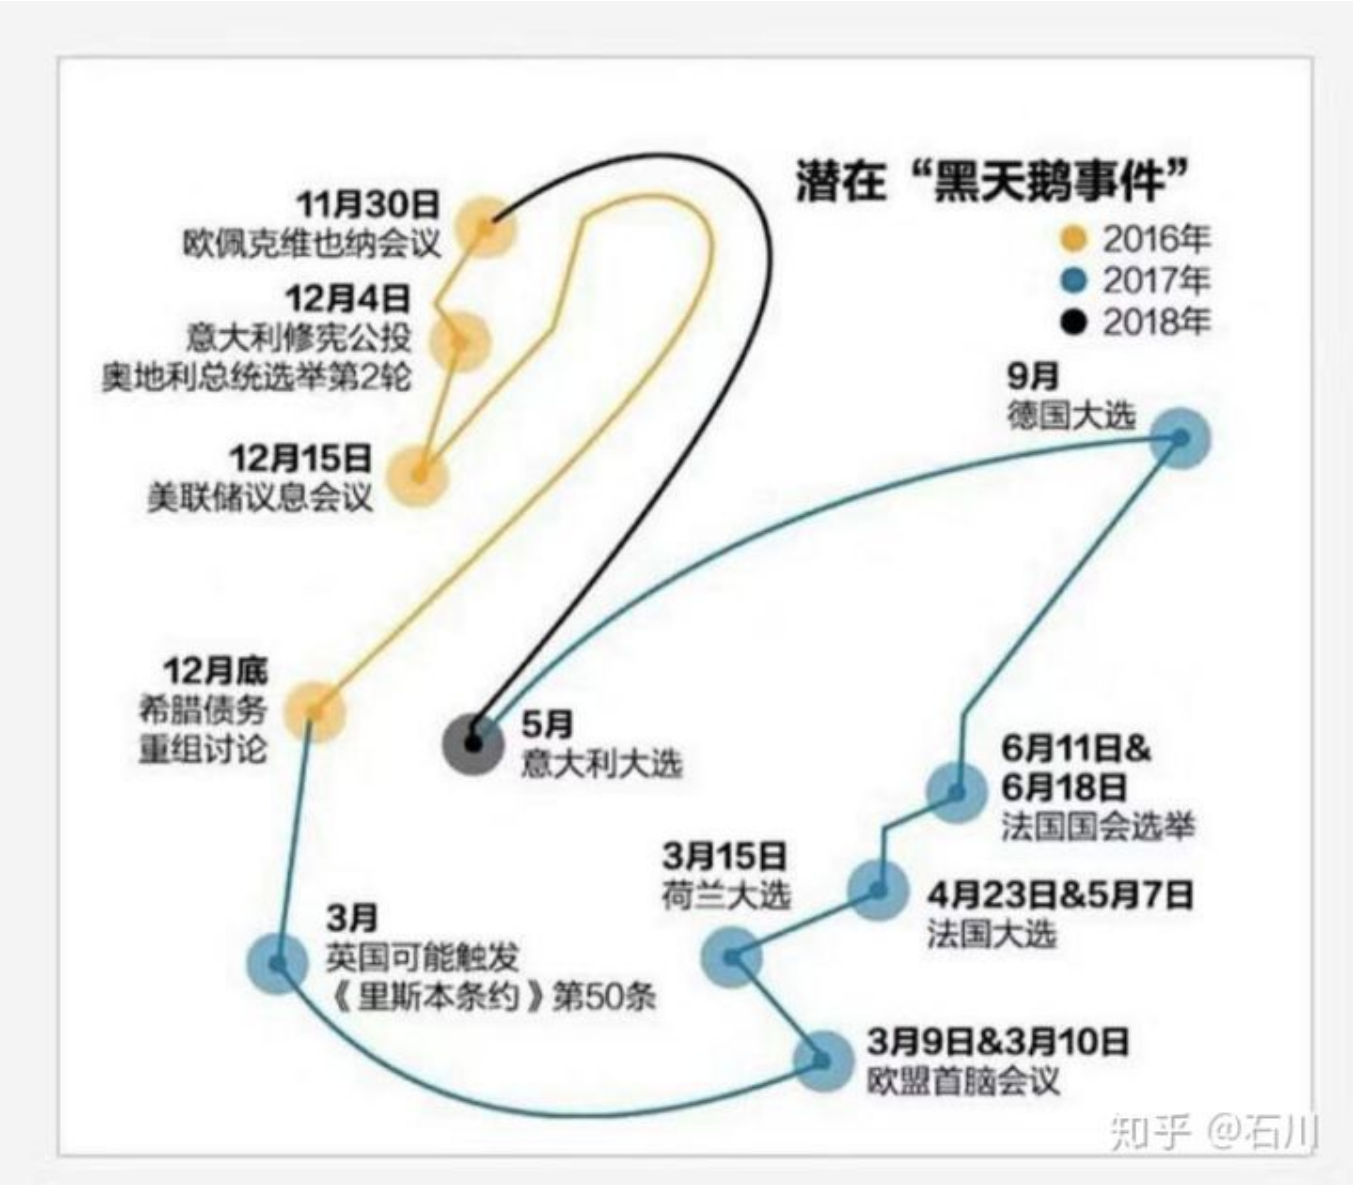 潜在“黑天鹅事件”
2016年
2017年
2018年
11月30日
欧佩克维也纳会议
12月4日
意大利修宪公投
奥地利总统选举第2轮
12月15日
美联储议息会议
12月底
希腊债务
重组讨论
3月
英国可能触发
《里斯本条约》第50条
3月9日&3月10日
欧盟首脑会议
3月15日
荷兰大选
4月23日&5月7日
法国大选
6月11日&
6月18日
法国国会选举
9月
德国大选
5月
意大利大选
知乎 @石川